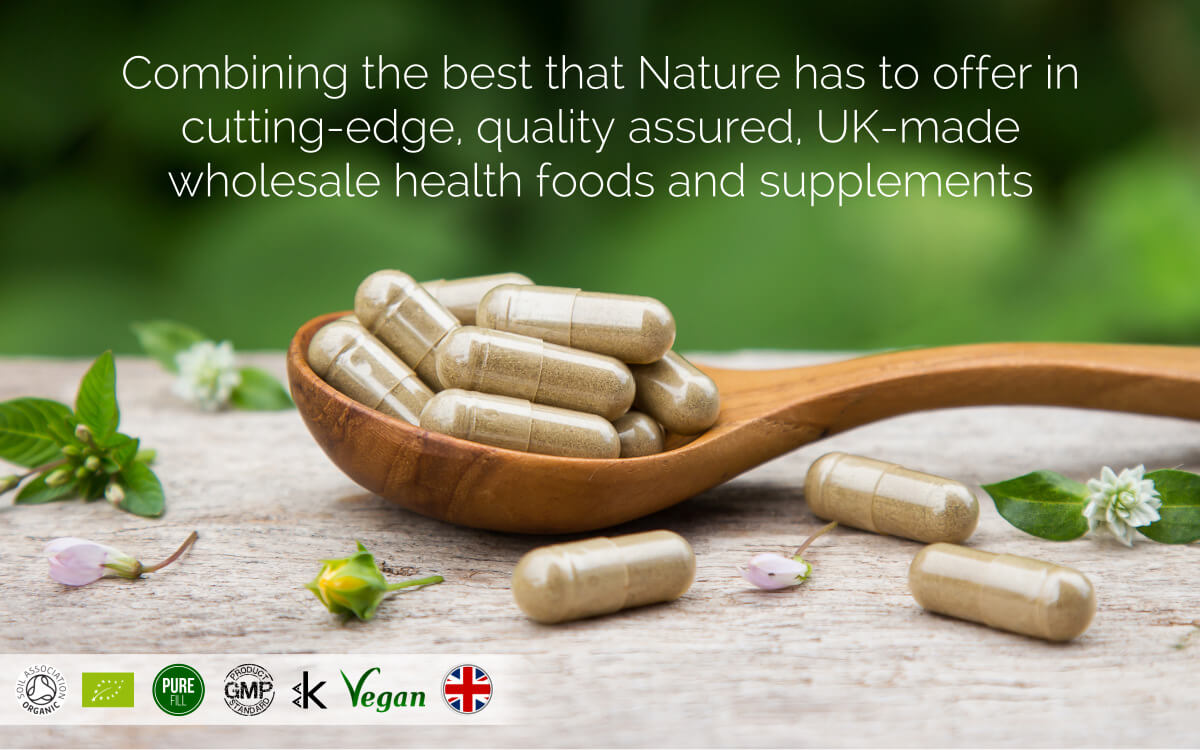 Combining the best that Nature has to offer in
cutting-edge, quality assured, UK-made
wholesale health foods and supplements
SOIL ASSOCIATION
ORGANIC
PURE
FILL
PRODUCT
GMP
STANDARD
K
Vegan